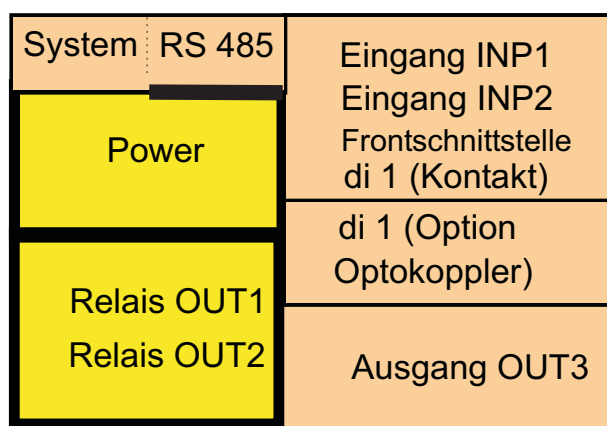 System RS 485
Power
Relais OUT1
Relais OUT2
Eingang INP1
Eingang INP2
Frontschnittstelle
di 1 (Kontakt)
di 1 (Option
Optokoppler)
Ausgang OUT3